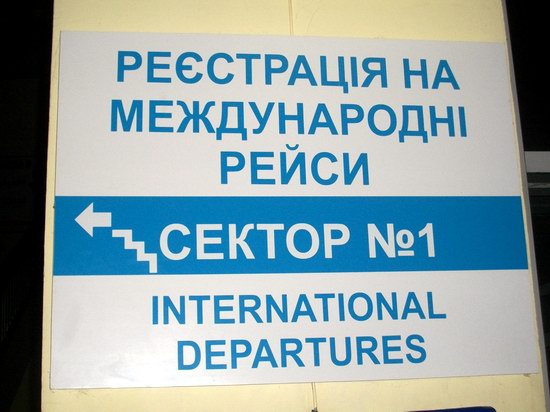 РЕЄСТРАЦІЯ НА
МЕЖДУНАРОДНІ
РЕЙСИ
СЕКТОР №1
INTERNATIONAL
DEPARTURES